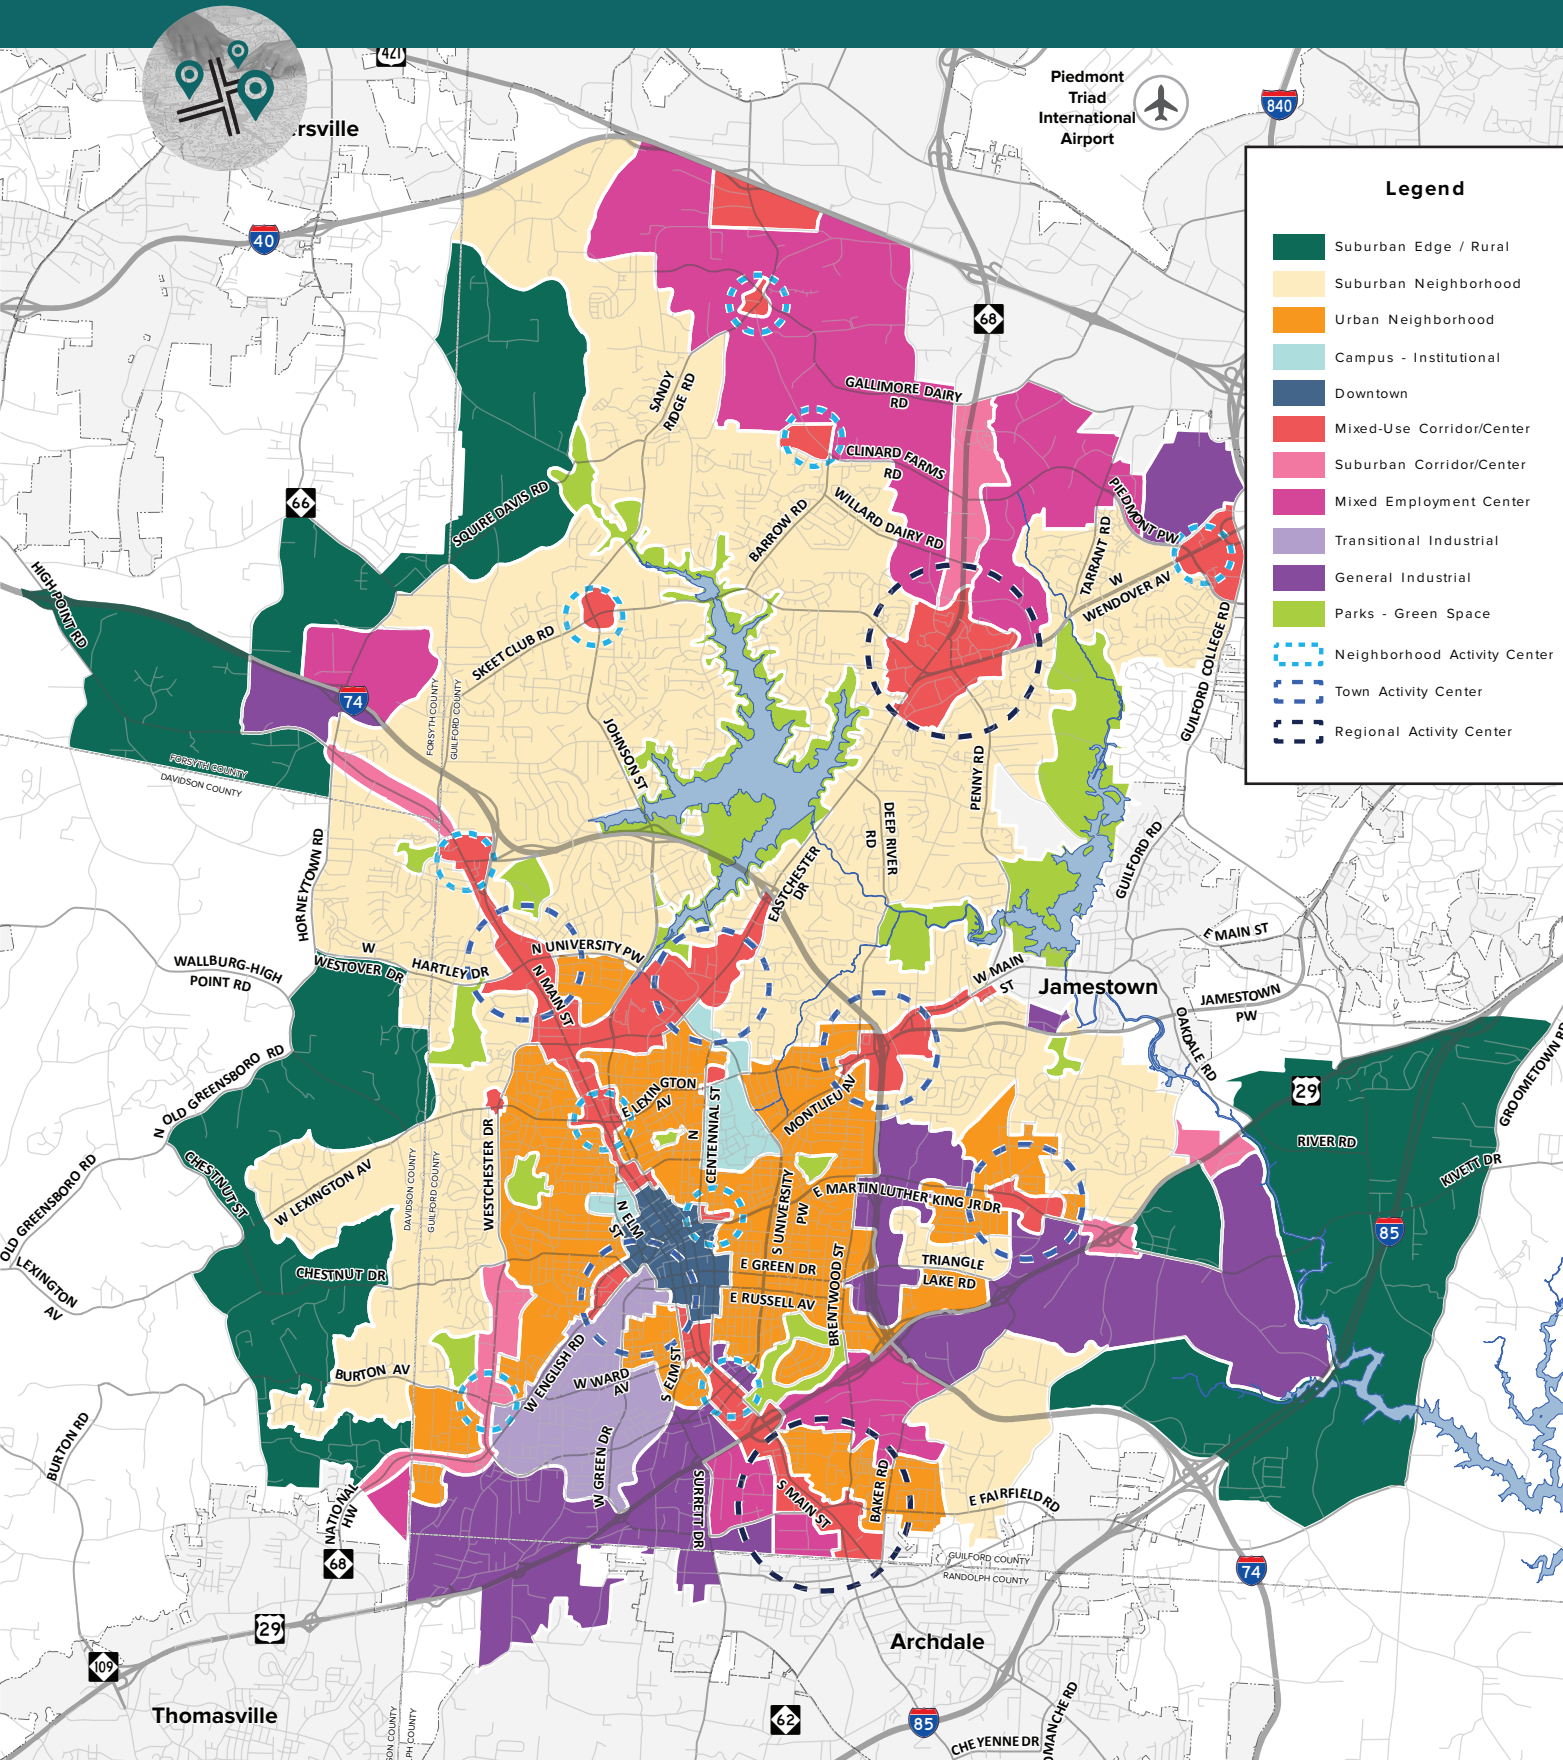 421
rsville
Piedmont
Triad
International
Airport
840
40
68
66
Legend
Suburban Edge / Rural
Suburban Neighborhood
Urban Neighborhood
Campus - Institutional
Downtown
Mixed-Use Corridor/Center
Suburban Corridor/Center
Mixed Employment Center
Transitional Industrial
General Industrial
Parks - Green Space
Neighborhood Activity Center
Town Activity Center
Regional Activity Center
SANDY
RIDGE RD
GALLIMORE DAIRY
RD
CLINARD FARMS
RD
WILLARD DAIRY RD
BARROW RD
SQUIRE DAVIS RD
PIEDMONT PW
TARRANT RD
W
WENDOVER AV
HIGH POINT RD
SKEET CLUB RD
GUILFORD COLLEGE RD
74
FORSYTH COUNTY
GUILFORD COUNTY
FORSYTH COUNTY
DAVIDSON COUNTY
JOHNSON ST
PENNY RD
DEEP RIVER
RD
EASTCHESTER
DR
GUILFORD RD
HORNEYTOWN RD
E MAIN ST
W
WESTOVER DR
HARTLEY DR
N UNIVERSITY PW
N MAIN ST
WALLBURG-HIGH
POINT RD
W MAIN
ST
Jamestown
JAMESTOWN
PW
OAKDALE RD
N OLD GREENSBORO RD
29
GROOMETOWN RD
E LEXINGTON
AV
MONTLIEU AV
N
CENTENNIAL ST
RIVER RD
KIVETT DR
CHESTNUT ST
W LEXINGTON AV
DAVIDSON COUNTY
GUILFORD COUNTY
WESTCHESTER DR
OLD GREENSBORO RD
LEXINGTON
AV
N ELM
ST
E MARTIN LUTHER KING JR DR
S UNIVERSITY
PW
85
CHESTNUT DR
E GREEN DR
TRIANGLE
LAKE RD
E RUSSELL AV
BRENTWOOD ST
BURTON AV
W ENGLISH RD
W WARD
AV
S ELM ST
BURTON RD
W GREEN DR
SURRETT DR
S MAIN ST
BAKER RD
E FAIRFIELD RD
NATIONAL
HW
68
GUILFORD COUNTY
RANDOLPH COUNTY
74
29
109
Archdale
Thomasville
62
85
CHEYENNE DR